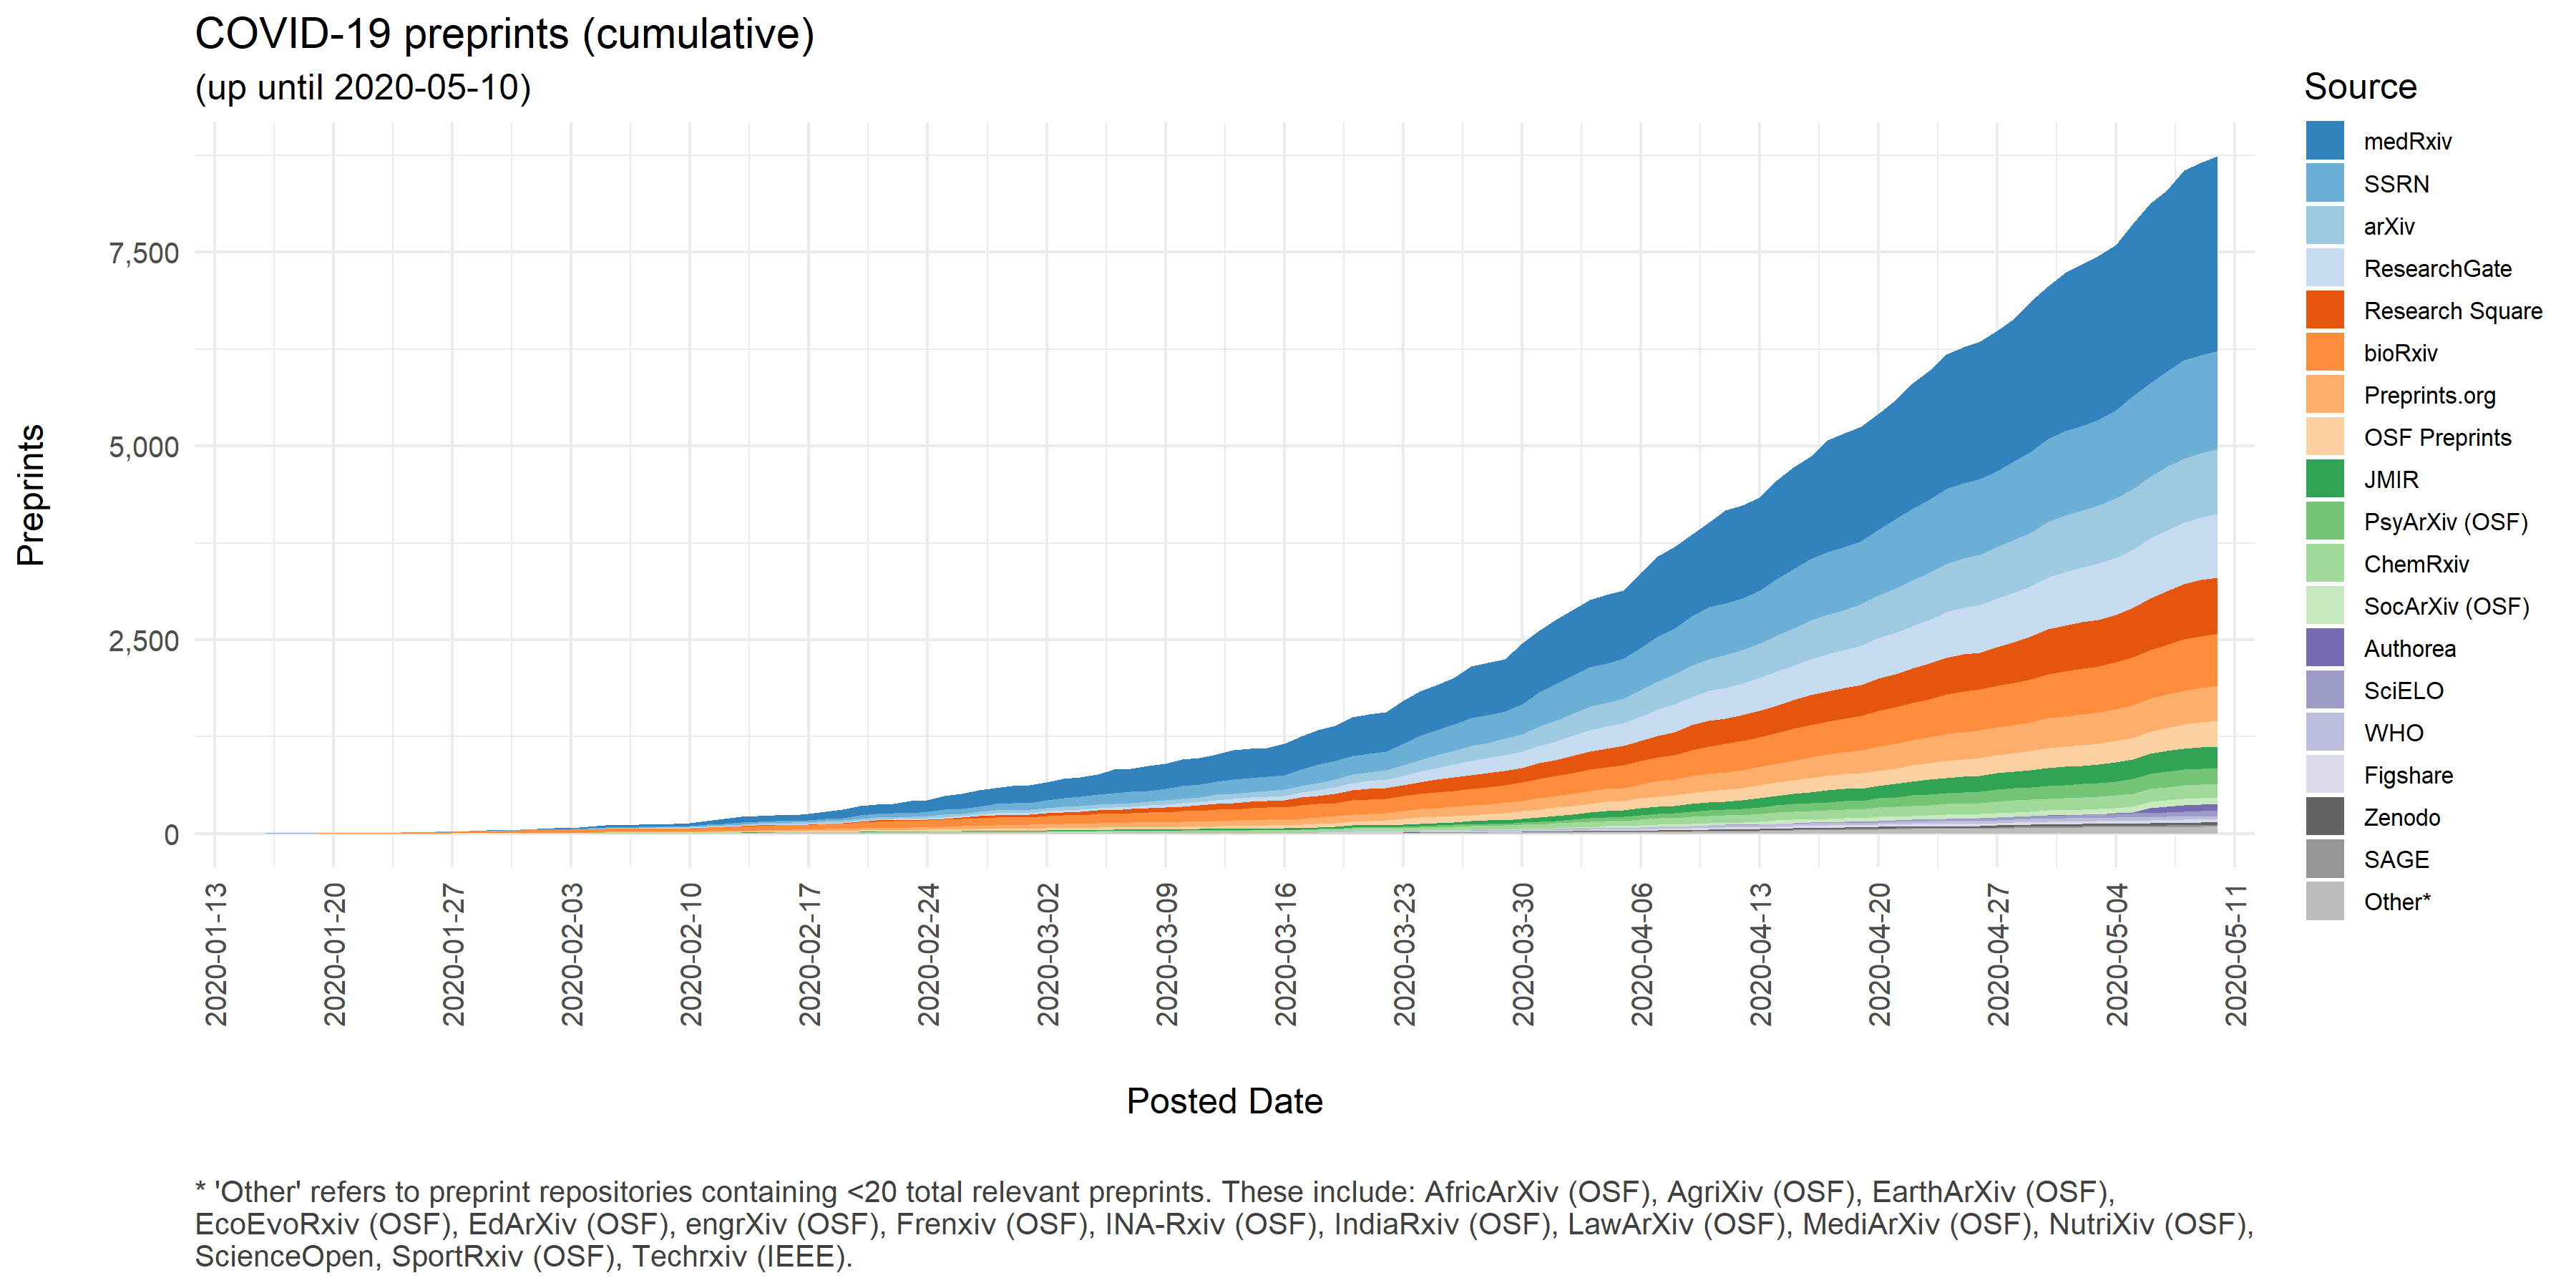 COVID-19 preprints (cumulative)
(up until 2020-05-10)
Source
medRxiv
SSRN
arXiv
ResearchGate
Research Square
bioRxiv
Preprints.org
OSF Preprints
JMIR
PsyArXiv (OSF)
ChemRxiv
SocArXiv (OSF)
Authorea
SciELO
WHO
Figshare
Zenodo
SAGE
Other*
Preprints
7,500
5,000
2,500
0
2020-01-13
2020-01-20
2020-01-27
2020-02-03
2020-02-10
2020-02-17
2020-02-24
2020-03-02
2020-03-09
2020-03-16
2020-03-23
2020-03-30
2020-04-06
2020-04-13
2020-04-20
2020-04-27
2020-05-04
2020-05-11
Posted Date
* 'Other' refers to preprint repositories containing <20 total relevant preprints. These include: AfricArXiv (OSF), AgriXiv (OSF), EarthArXiv (OSF),
EcoEvoRxiv (OSF), EdArXiv (OSF), engrXiv (OSF), Frenxiv (OSF), INA-Rxiv (OSF), IndiaRxiv (OSF), LawArXiv (OSF), MediArXiv (OSF), NutriXiv (OSF),
ScienceOpen, SportRxiv (OSF), Techrxiv (IEEE).